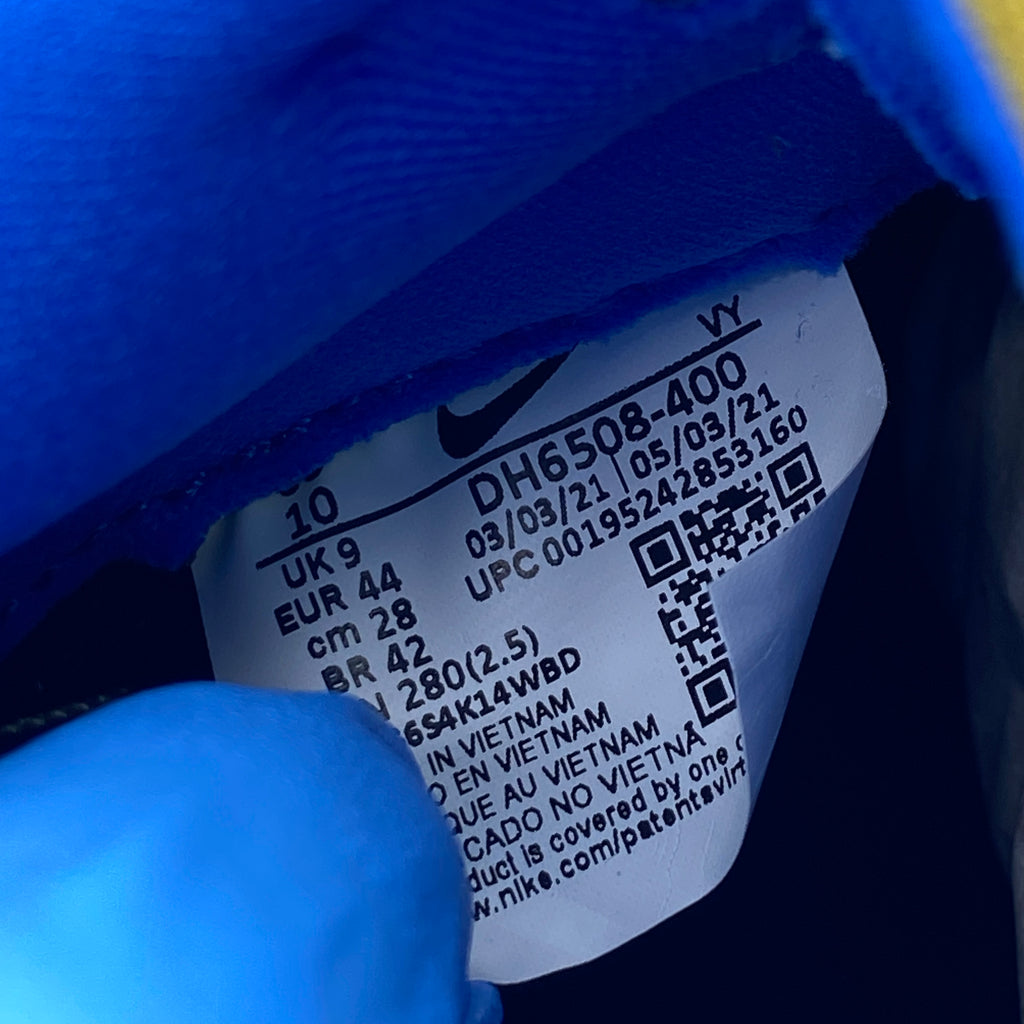 VY
10
DH6508-400
03/03/21 | 05/03/21
UPC 00195242853160
UK 9
EUR 44
cm 28
BR 42
280(2.5)
6S4K14WBD
IN VIETNAM
EN VIETNAM
QUE AU VIETNAM
CADO NO VIETNÃ
duct is covered by one
w.nike.com/patents